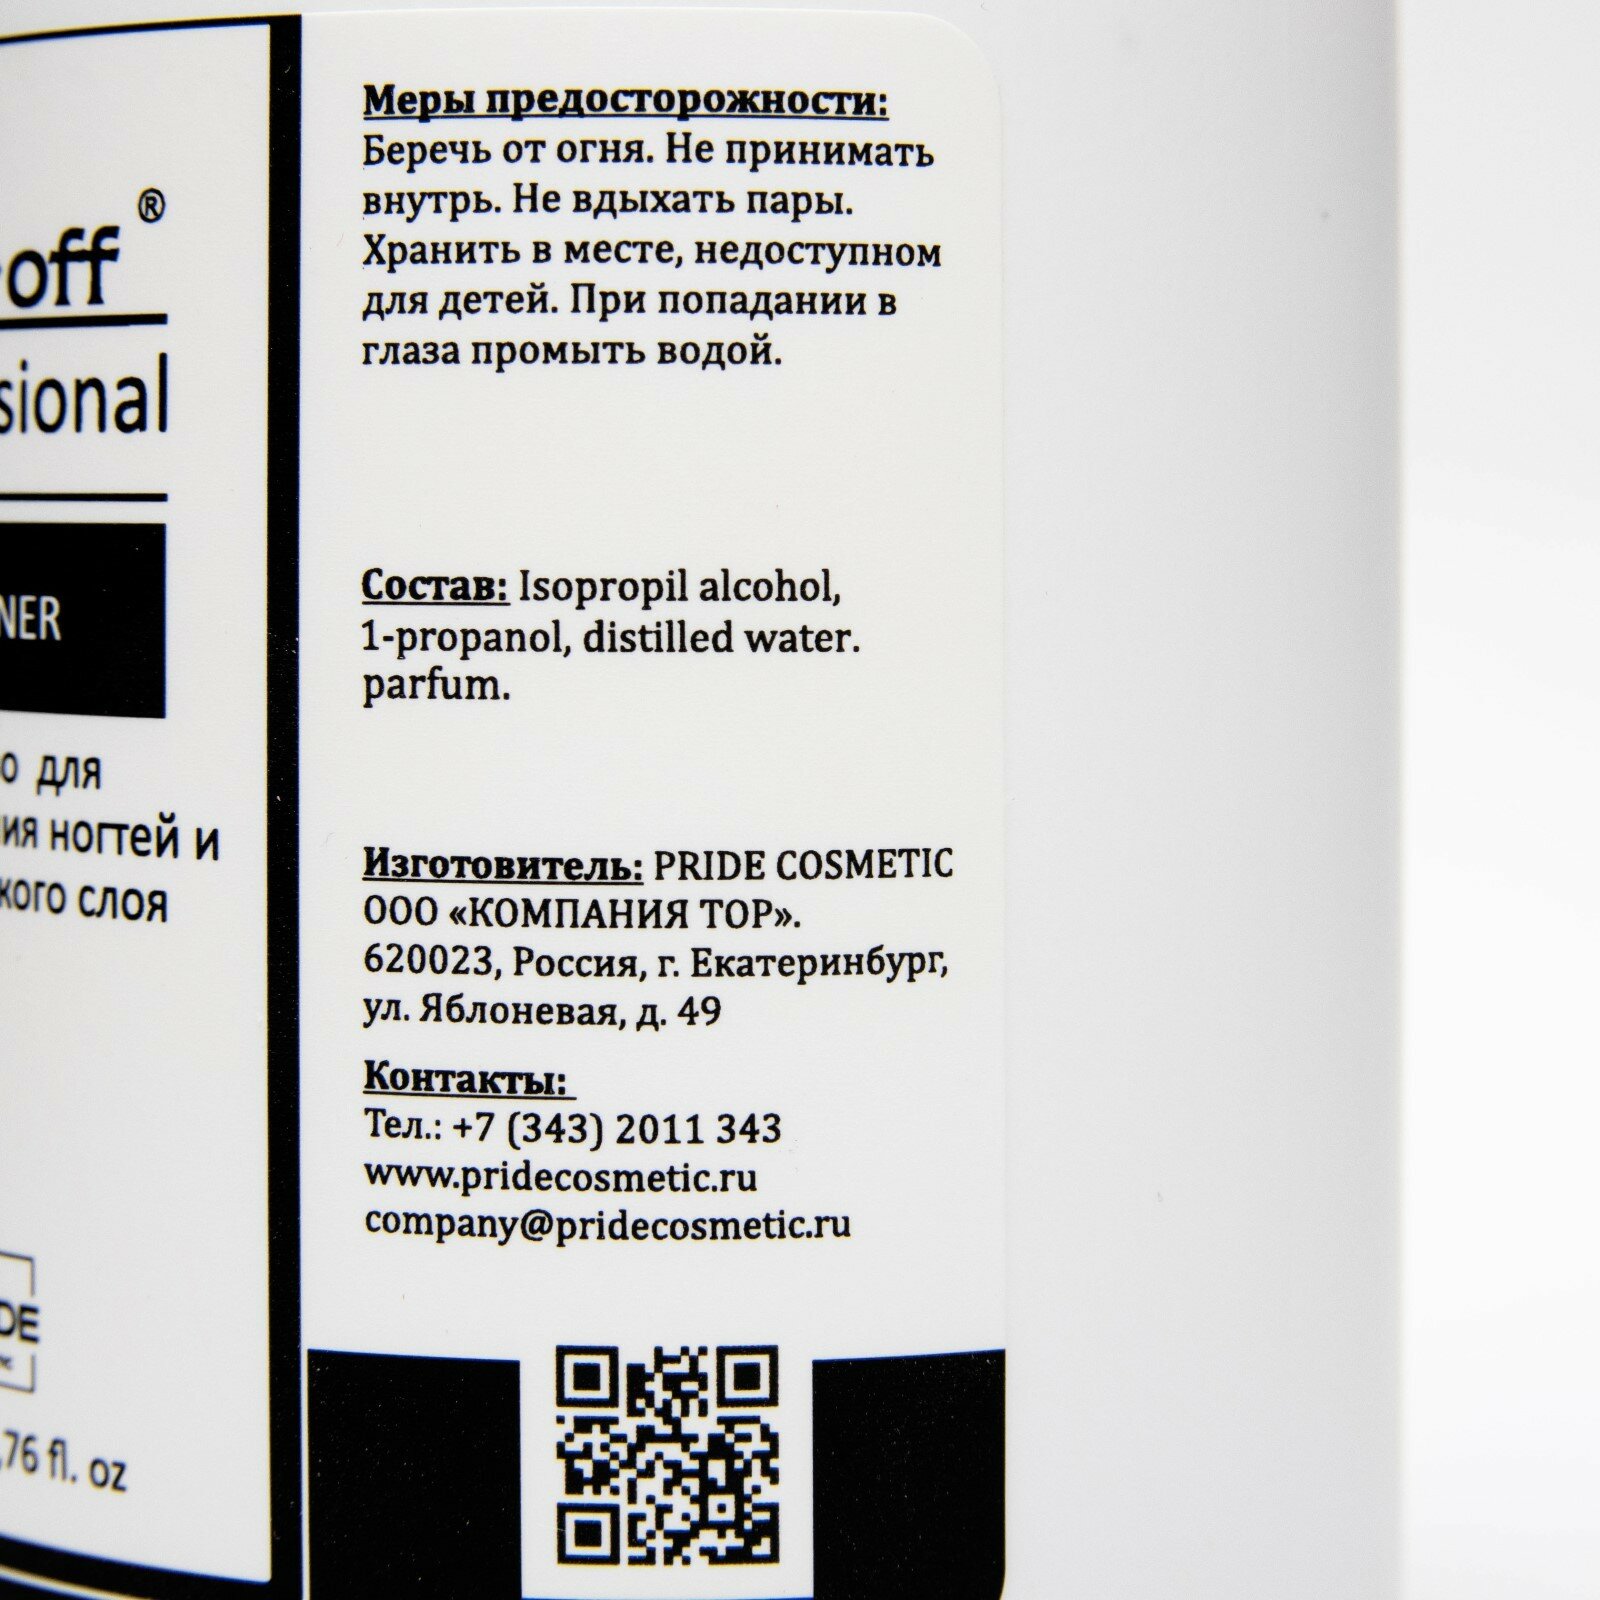 ®
off
sional
NER
для
ногтей и
слоя
DE
76 fl. oz
Меры предосторожности:
Беречь от огня. Не принимать
внутрь. Не вдыхать пары.
Хранить в месте, недоступном
для детей. При попадании в
глаза промыть водой.
Состав: Isopropil alcohol,
1-propanol, distilled water.
parfum.
Изготовитель: PRIDE COSMETIC
ООО «КОМПАНИЯ ТОР».
620023, Россия, г. Екатеринбург,
ул. Яблоневая, д. 49
Контакты:
Тел.: +7 (343) 2011 343
www.pridecosmetic.ru
company@pridecosmetic.ru